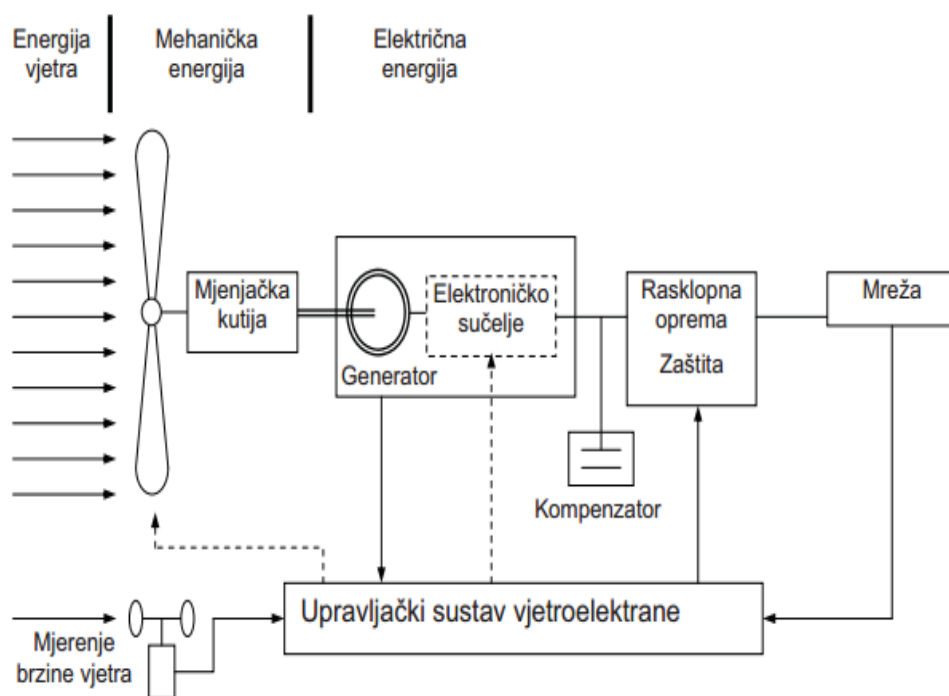 Energija
vjetra
Mehanička
energija
Električna
energija
Mjenjačka
kutija
Generator
Elektroničko
sučelje
Rasklopna
oprema
Zaštita
Mreža
Kompenzator
Upravljački sustav vjetroelektrane
Mjerenje
brzine vjetra